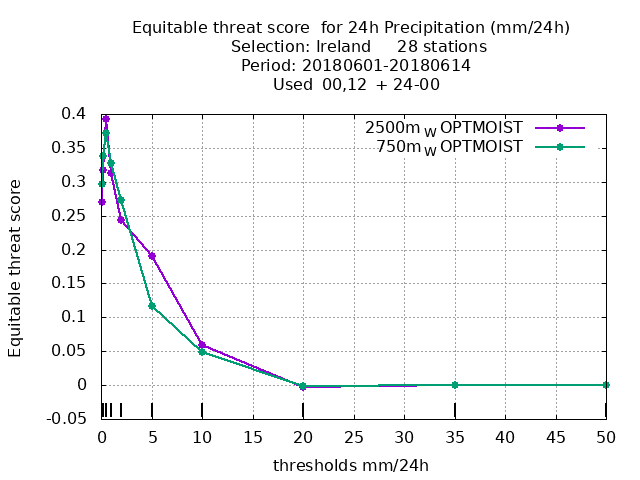 Equitable threat score  for 24h Precipitation (mm/24h)
Selection: Ireland     28 stations
Period: 20180601-20180614
Used  00,12  + 24-00
2500m W OPTMOIST
750m W OPTMOIST
Equitable threat score
0.4
0.35
0.3
0.25
0.2
0.15
0.1
0.05
0
-0.05
0 5 10 15 20 25 30 35 40 45 50
thresholds mm/24h